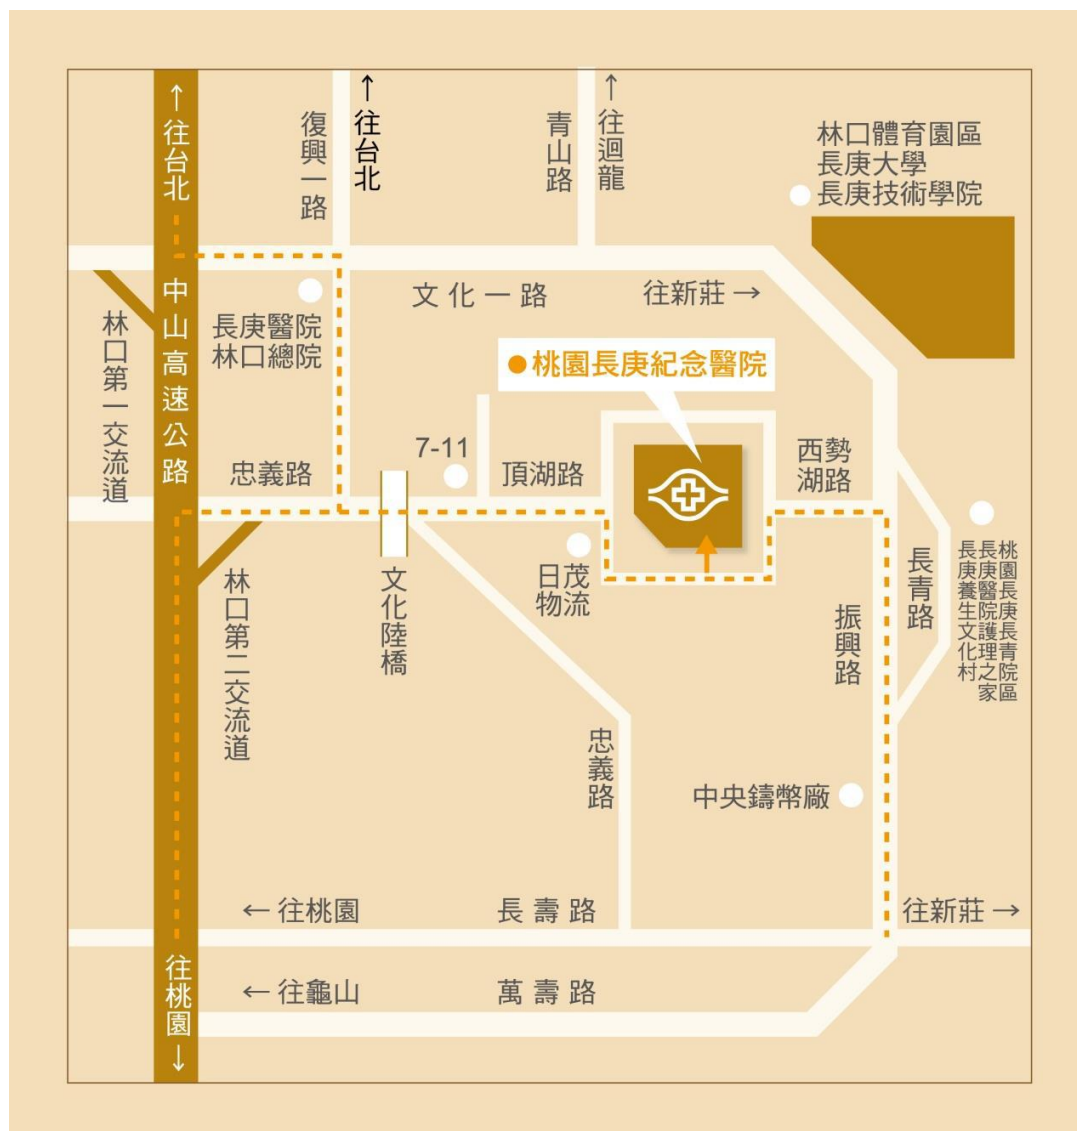 ↑往台北
復興一路
↑往台北
青山路
↑往迴龍
林口體育園區
長庚大學
長庚技術學院
中山高速公路
文化一路
往新莊→
林口第一交流道
長庚醫院
林口總院
桃園長庚紀念醫院
7-11
忠義路
頂湖路
西勢
湖路
林口第二交流道
文化陸橋
日茂
物流
長青路
桃園長庚長青院區
長庚醫院護理之家
長庚養生文化村
振興路
忠義路
中央鑄幣廠
←往桃園
長壽路
往新莊→
往桃園↓
←往龜山
萬壽路